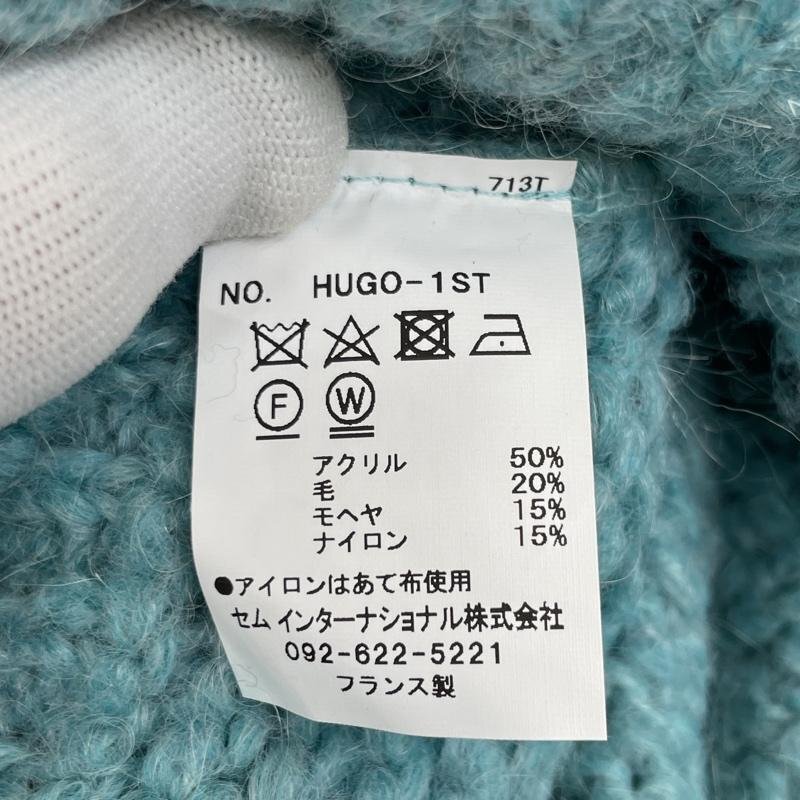 713T
NO. HUGO-1ST
F W
アクリル 50%
毛 20%
モヘヤ 15%
ナイロン 15%
●アイロンはあて布使用
セム インターナショナル株式会社
092-622-5221
フランス製